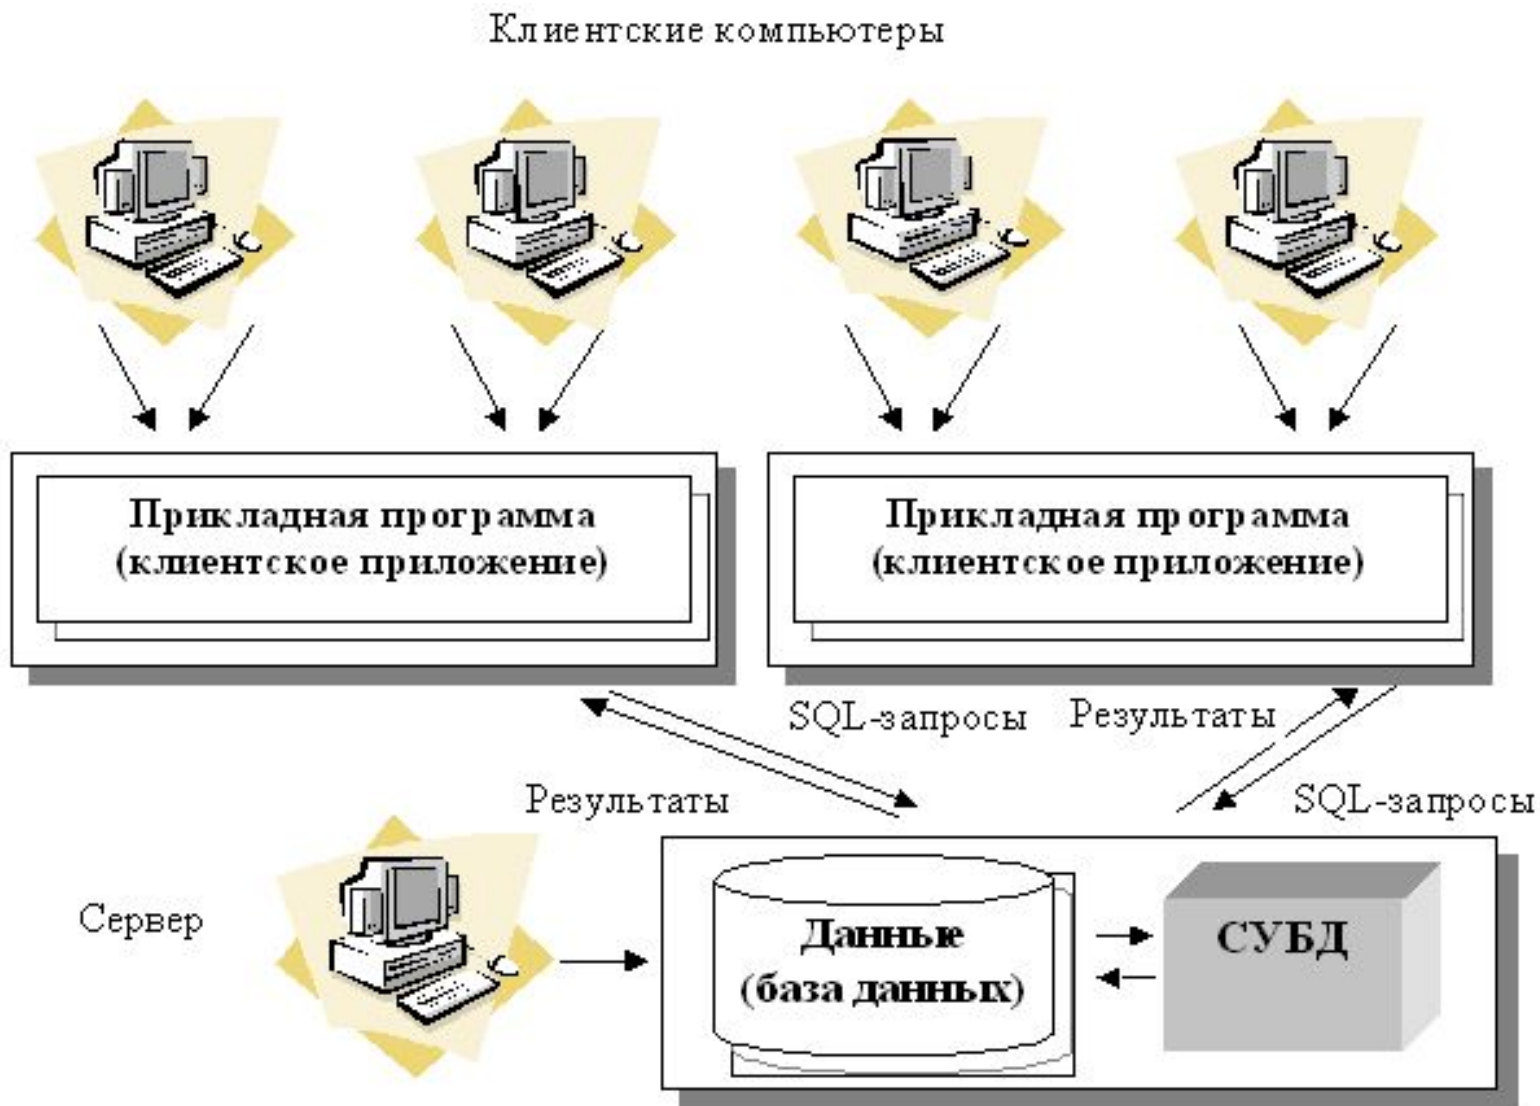 Клиентские компьютеры
Прикладная программа
(клиентское приложение)
Прикладная программа
(клиентское приложение)
SQL-запросы
Результаты
Результаты
SQL-запросы
Сервер
Данные
(база данных)
СУБД